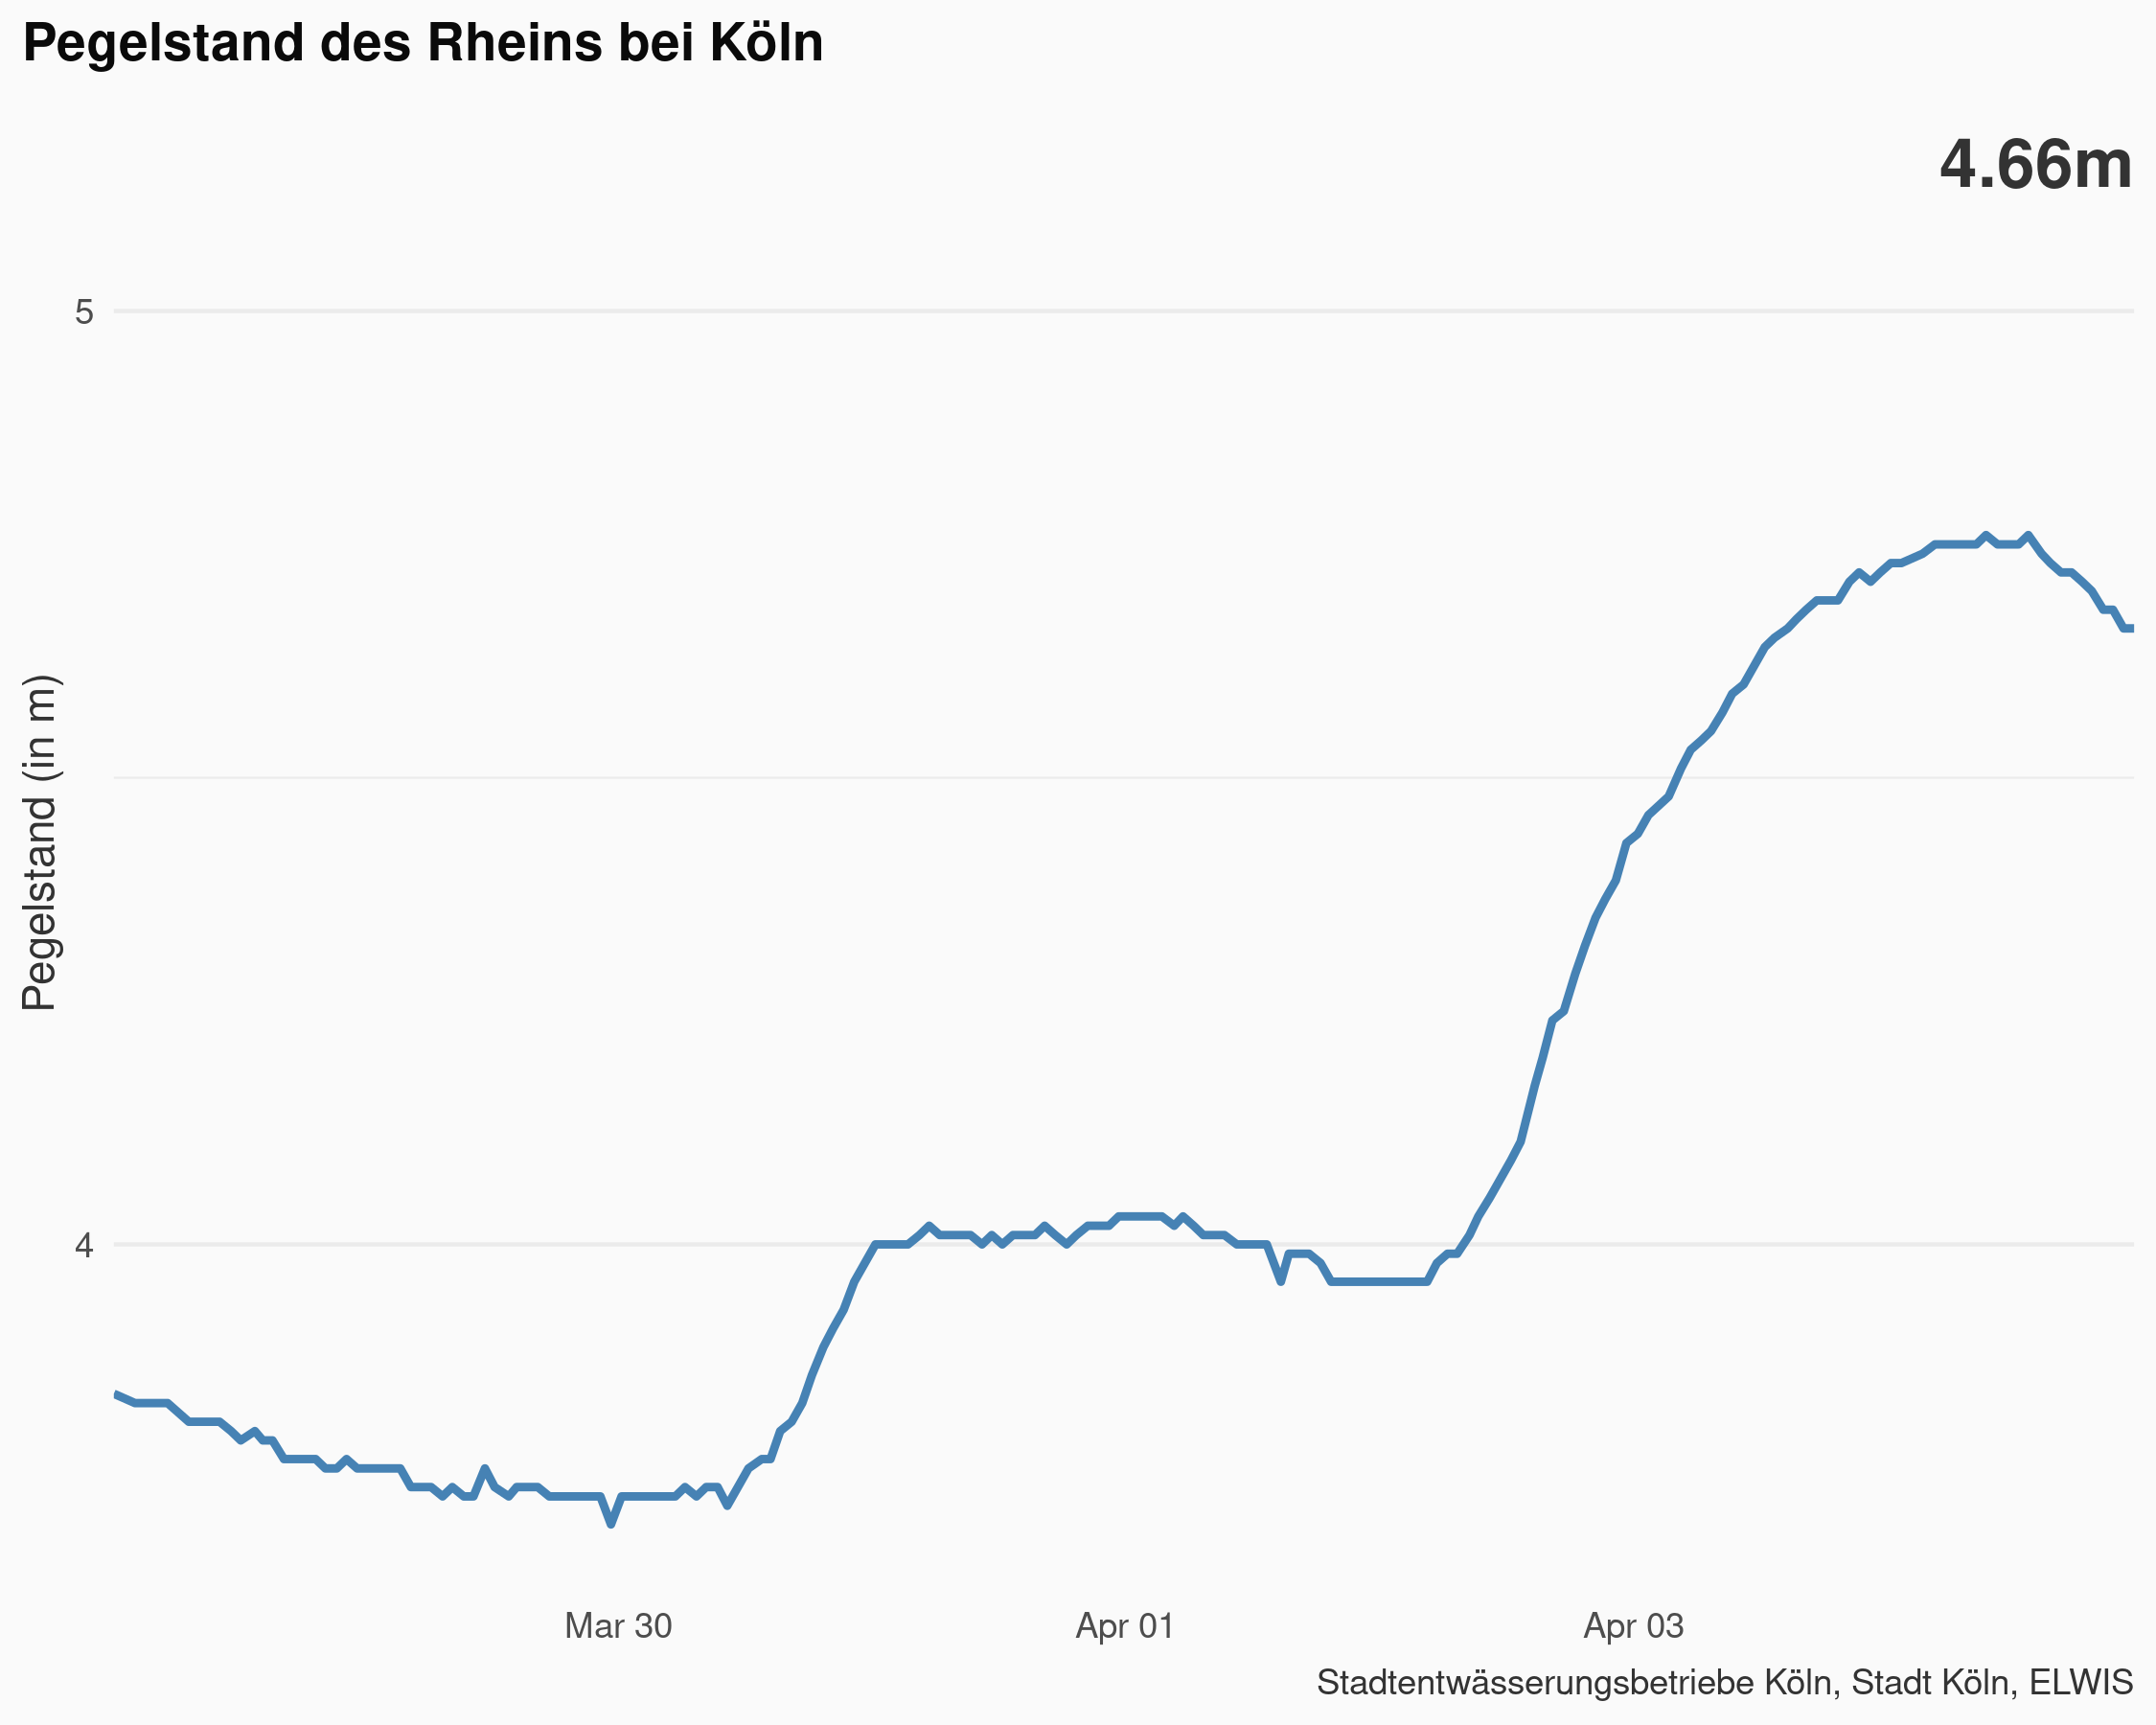 Pegelstand des Rheins bei Köln
4.66m
5
4
Pegelstand (in m)
Mar 30
Apr 01
Apr 03
Stadtentwässerungsbetriebe Köln, Stadt Köln, ELWIS